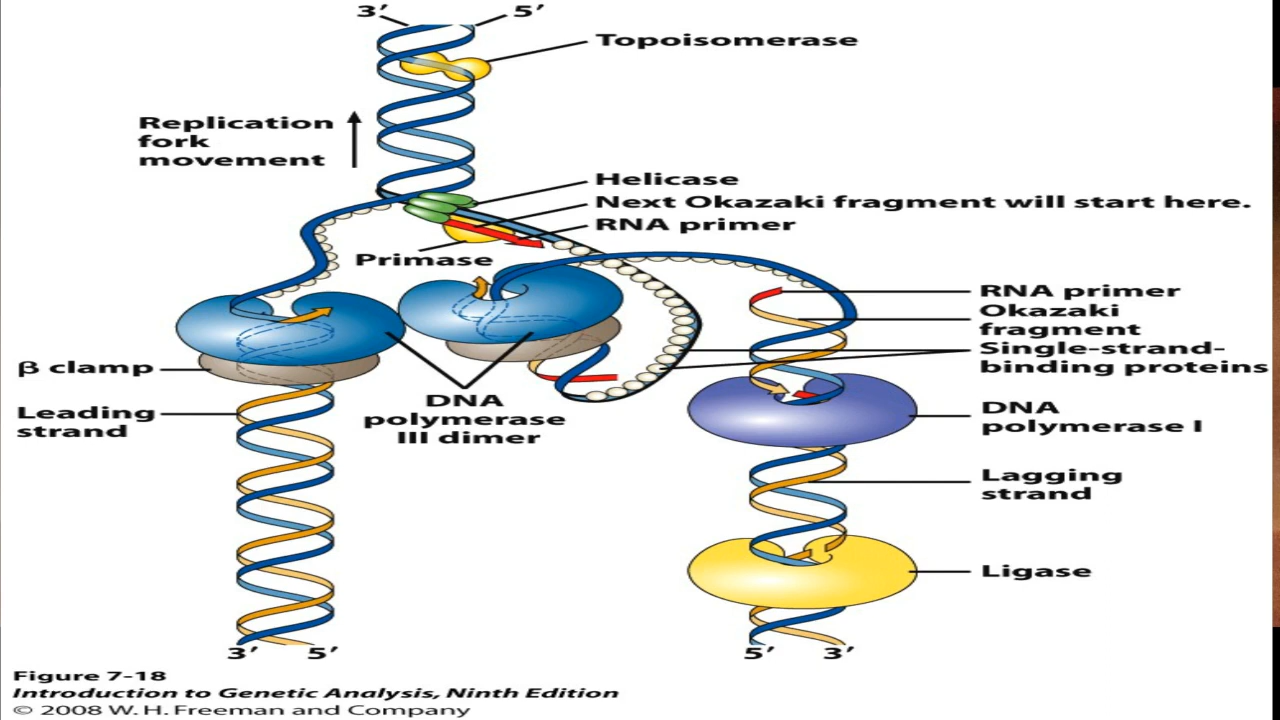 3′ 5′
Topoisomerase
Replication
fork
movement
Helicase
Next Okazaki fragment will start here.
RNA primer
Primase
RNA primer
Okazaki
fragment
Single-strand-
binding proteins
β clamp
DNA
polymerase
III dimer
Leading
strand
DNA
polymerase I
Lagging
strand
Ligase
3′ 5′
5′ 3′
Figure 7-18
Introduction to Genetic Analysis, Ninth Edition
© 2008 W. H. Freeman and Company